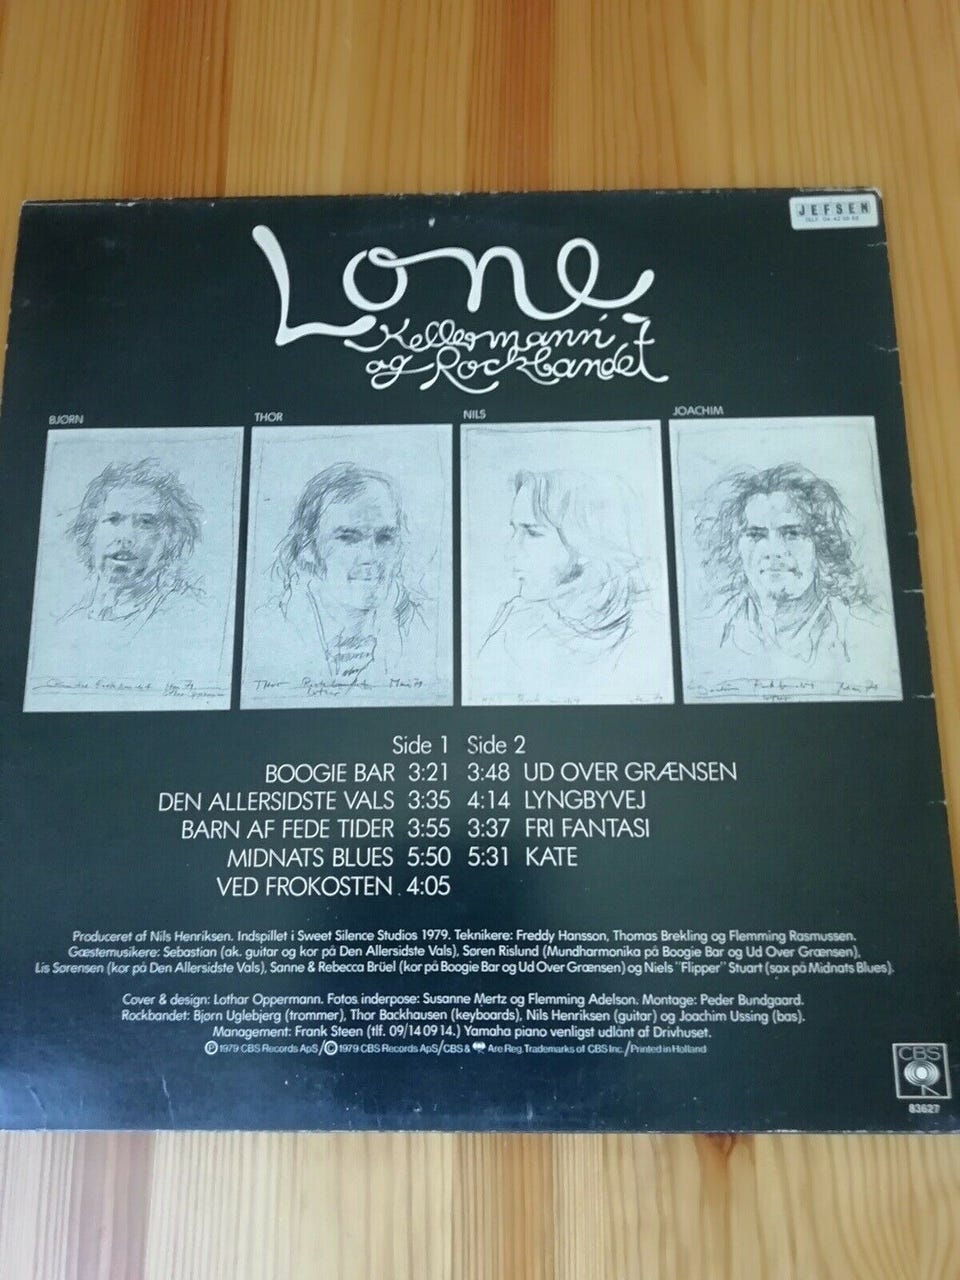 JEFSEN
Lone
Kellermann
og Rockbandet
BJØRN
THOR
NILS
JOACHIM
Thor Rockbandet Maj 79
Side 1 Side 2
BOOGIE BAR 3:21 3:48 UD OVER GRÆNSEN
DEN ALLERSIDSTE VALS 3:35 4:14 LYNGBYVEJ
BARN AF FEDE TIDER 3:55 3:37 FRI FANTASI
MIDNATS BLUES 5:50 5:31 KATE
VED FROKOSTEN 4:05
Produceret af Nils Henriksen. Indspillet i Sweet Silence Studios 1979. Teknikere: Freddy Hansson, Thomas Brekling og Flemming Rasmussen.
Gæstemusikere: Sebastian (ak. guitar og kor på Den Allersidste Vals), Søren Rislund (Mundharmonika på Boogie Bar og Ud Over Grænsen),
Lis Sørensen (kor på Den Allersidste Vals), Sanne & Rebecca Brüel (kor på Boogie Bar og Ud Over Grænsen) og Niels "Flipper" Stuart (sax på Midnats Blues).
Cover & design: Lothar Oppermann. Fotos inderpose: Susanne Mertz og Flemming Adelson. Montage: Peder Bundgaard.
Rockbandet: Bjørn Uglebjerg (trommer), Thor Backhausen (keyboards), Nils Henriksen (guitar) og Joachim Ussing (bas).
Management: Frank Steen (tlf. 09/14 09 14.) Yamaha piano venligst udlånt af Drivhuset.
Ⓟ 1979 CBS Records ApS/© 1979 CBS Records ApS/CBS & Are Reg. Trademarks of CBS Inc./Printed in Holland
CBS
83627